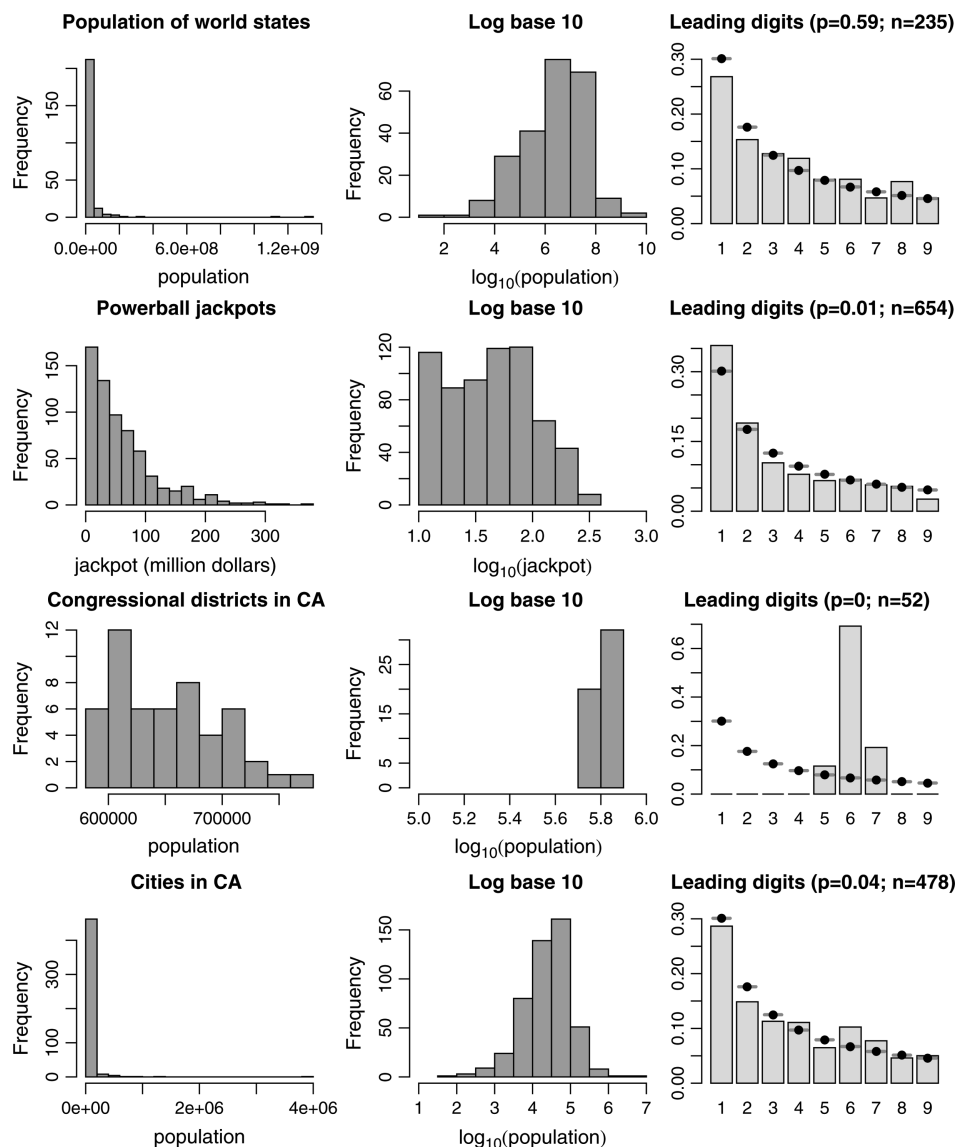 Population of world states
Frequency
0 50 150
0.0e+00 6.0e+08 1.2e+09
population
Log base 10
Frequency
0 20 40 60
2 4 6 8 10
log10(population)
Leading digits (p=0.59; n=235)
0.00 0.10 0.20 0.30
1 2 3 4 5 6 7 8 9
Powerball jackpots
Frequency
0 50 100 150
0 100 200 300
jackpot (million dollars)
Log base 10
Frequency
0 40 80 120
1.0 1.5 2.0 2.5 3.0
log10(jackpot)
Leading digits (p=0.01; n=654)
0.00 0.15 0.30
1 2 3 4 5 6 7 8 9
Congressional districts in CA
Frequency
0 2 4 6 8 12
600000 700000
population
Log base 10
Frequency
0 5 15 25
5.0 5.2 5.4 5.6 5.8 6.0
log10(population)
Leading digits (p=0; n=52)
0.0 0.2 0.4 0.6
1 2 3 4 5 6 7 8 9
Cities in CA
Frequency
0 100 300
0e+00 2e+06 4e+06
population
Log base 10
Frequency
0 50 100 150
1 2 3 4 5 6 7
log10(population)
Leading digits (p=0.04; n=478)
0.00 0.10 0.20 0.30
1 2 3 4 5 6 7 8 9